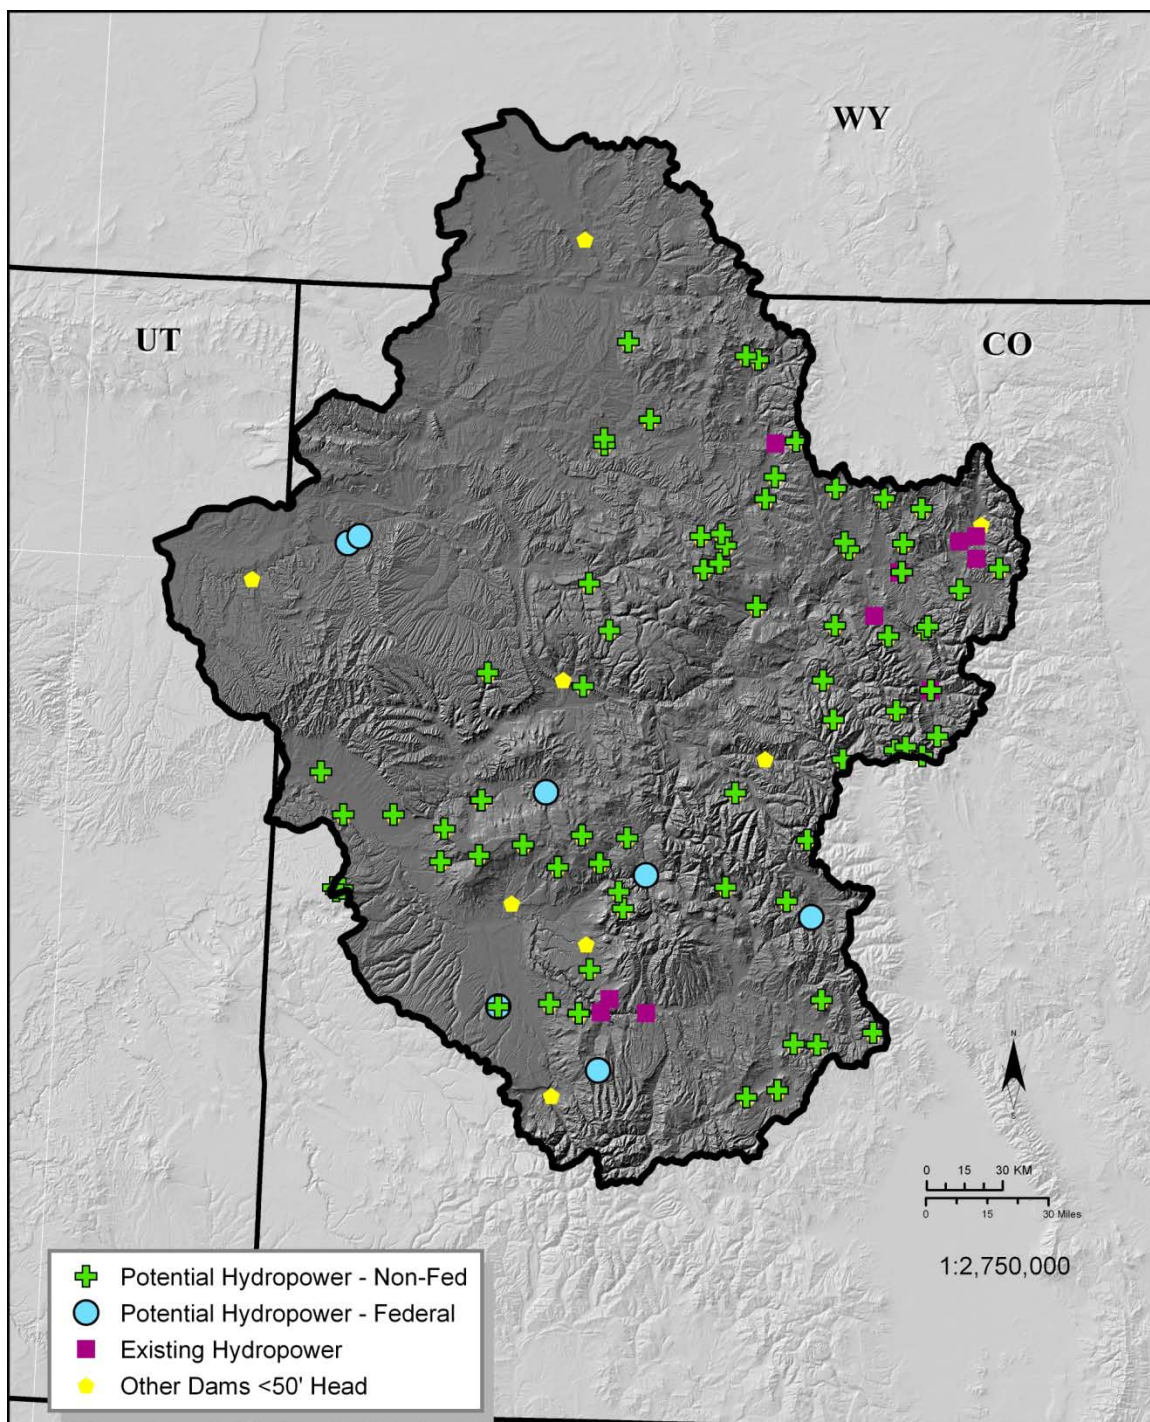 WY
UT
CO
N
S
0 15 30 KM
0 15 30 Miles
1:2,750,000
Potential Hydropower - Non-Fed
Potential Hydropower - Federal
Existing Hydropower
Other Dams <50' Head